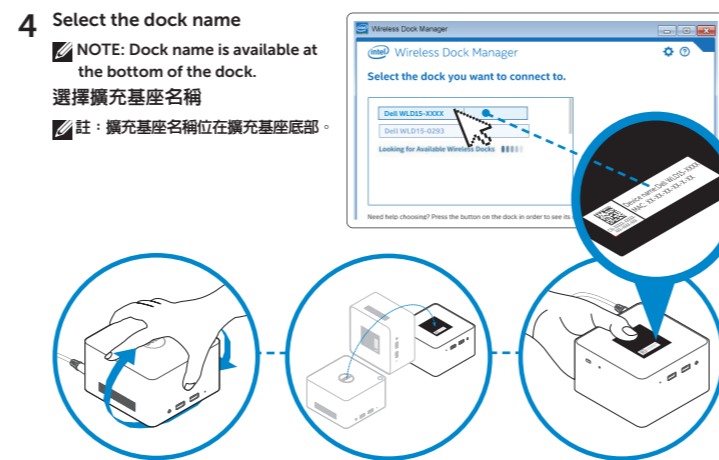 4 Select the dock name
NOTE: Dock name is available at
the bottom of the dock.
選擇擴充基座名稱
註：擴充基座名稱位在擴充基座底部。
Wireless Dock Manager
intel Wireless Dock Manager
Select the dock you want to connect to.
Dell WLD15-XXXX
Dell WLD15-0293
Looking for Available Wireless Docks
Need help choosing? Press the button on the dock in order to see its
Device name:Dell WLD15-XXXX
MAC: XX-XX-XX-XX-X-XX